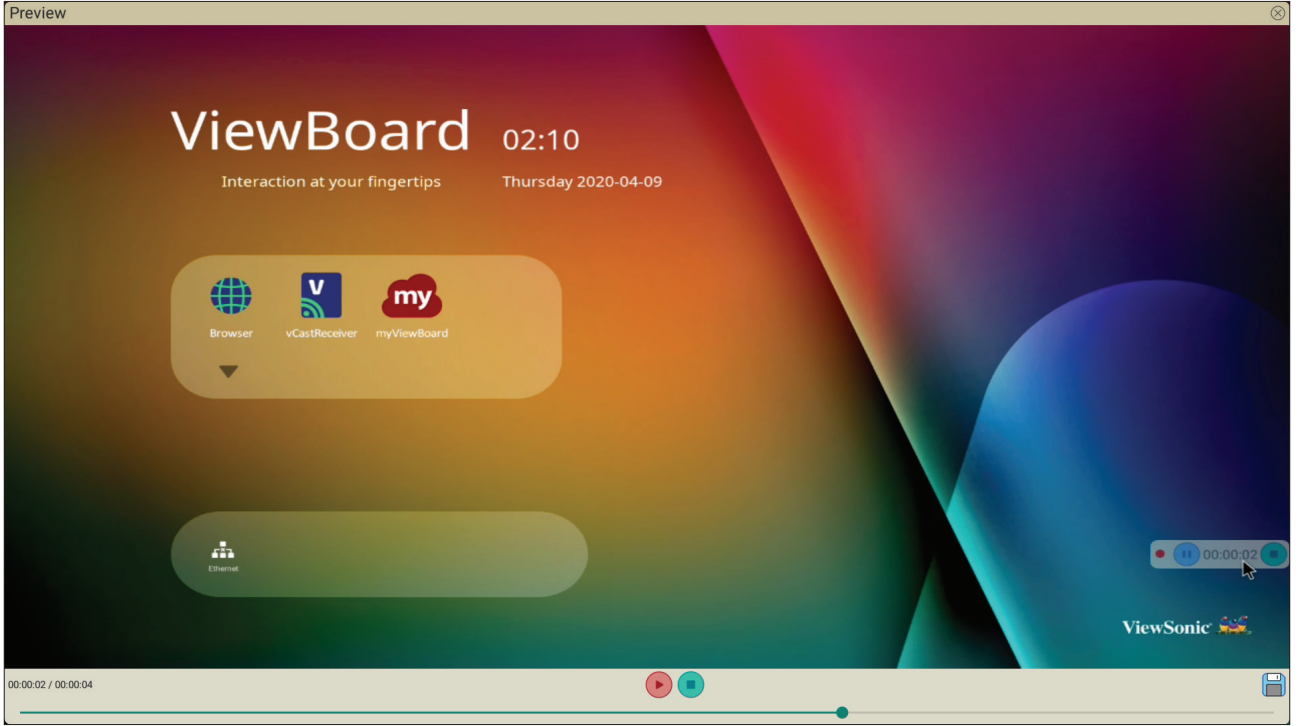 Preview
ViewBoard 02:10
Interaction at your fingertips Thursday 2020-04-09
V my
Browser vCastReceiver myViewBoard
Ethernet
00:00:02
ViewSonic
00:00:02 / 00:00:04